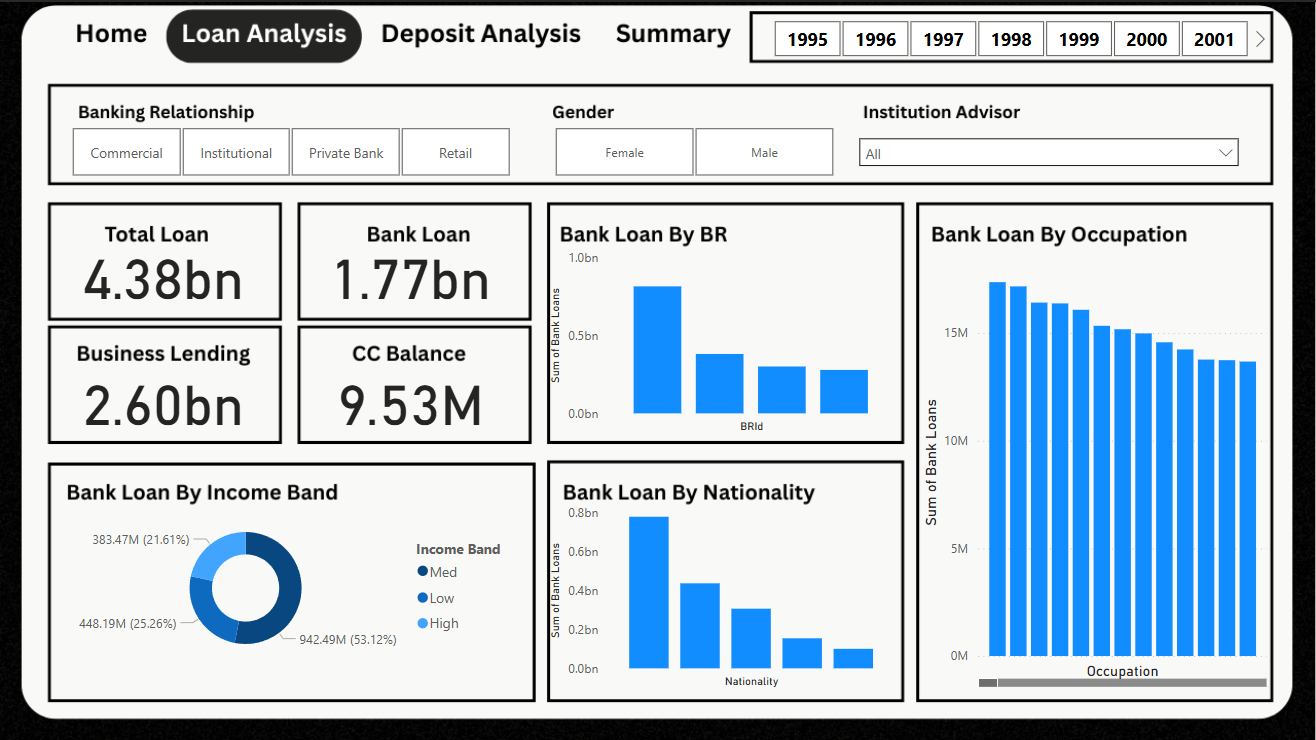 Home Loan Analysis Deposit Analysis Summary
1995 1996 1997 1998 1999 2000 2001
Banking Relationship
Commercial Institutional Private Bank Retail
Gender
Female Male
Institution Advisor
All
Total Loan
4.38bn
Bank Loan
1.77bn
Business Lending
2.60bn
CC Balance
9.53M
Bank Loan By BR
Sum of Bank Loans
1.0bn
0.5bn
0.0bn
BRId
Bank Loan By Occupation
Sum of Bank Loans
15M
10M
5M
0M
Occupation
Bank Loan By Income Band
383.47M (21.61%)
448.19M (25.26%)
942.49M (53.12%)
Income Band
Med
Low
High
Bank Loan By Nationality
Sum of Bank Loans
0.8bn
0.6bn
0.4bn
0.2bn
0.0bn
Nationality